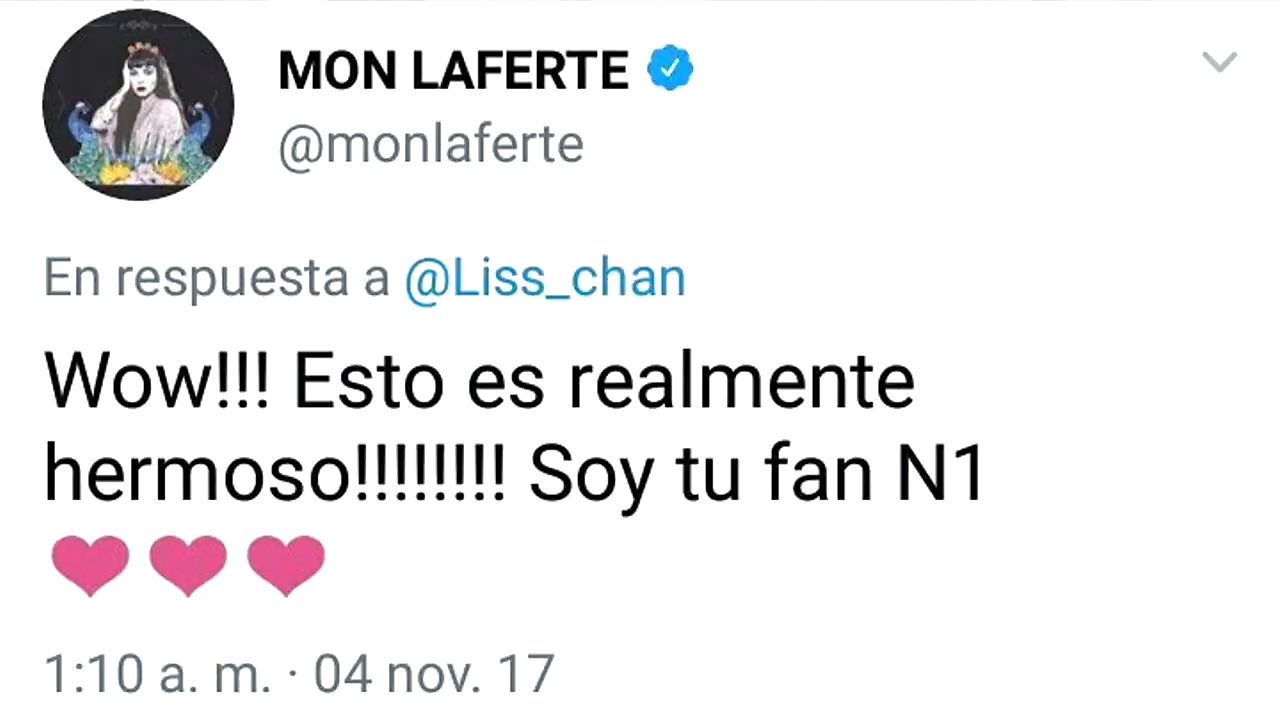 MON LAFERTE
@monlaferte
En respuesta a @Liss_chan
Wow!!! Esto es realmente
hermoso!!!!!!!! Soy tu fan N1
❤❤❤
1:10 a. m. · 04 nov. 17